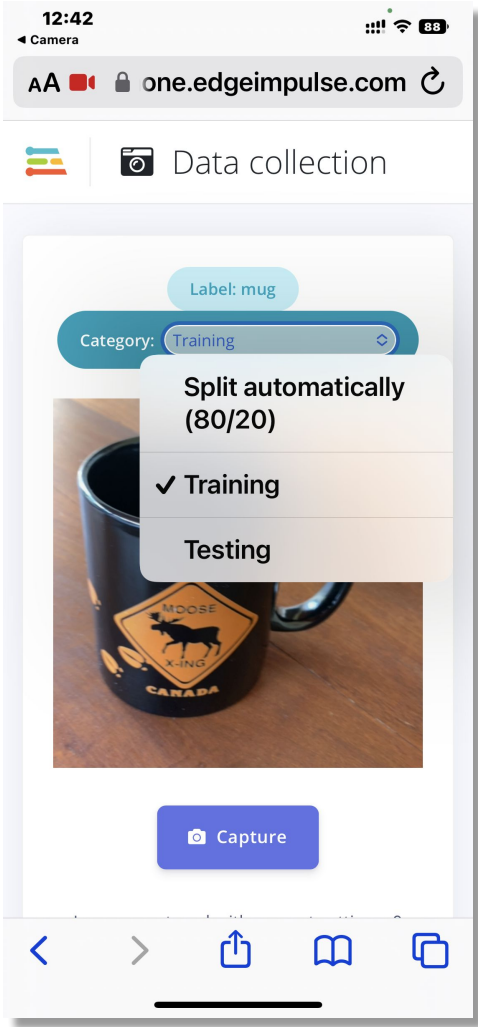 12:42
88
Camera
AA one.edgeimpulse.com
Data collection
Label: mug
Category: Training
Split automatically
(80/20)
Training
Testing
MOOSE
X-ING
CANADA
Capture